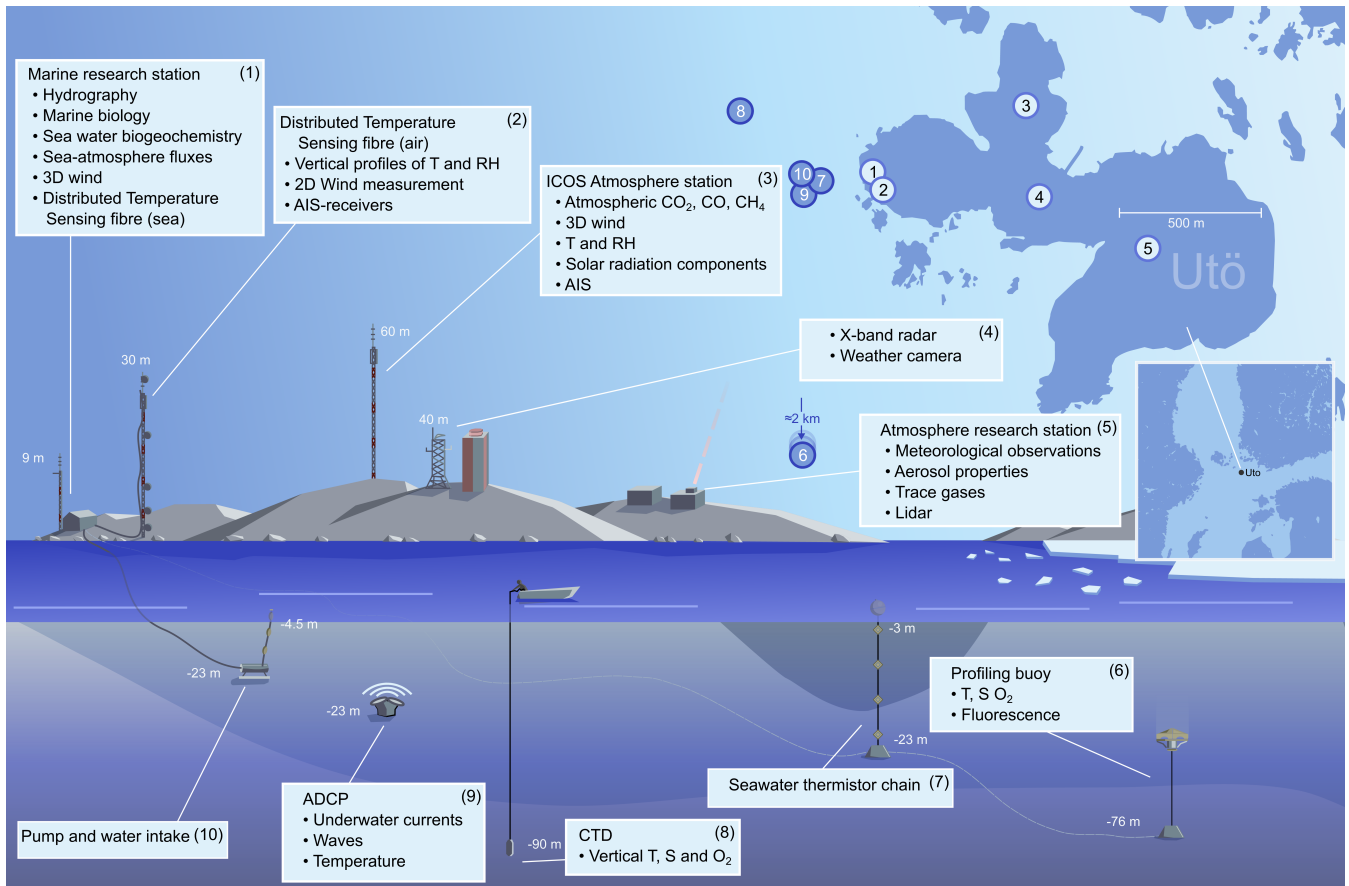 Marine research station (1)
• Hydrography
• Marine biology
• Sea water biogeochemistry
• Sea-atmosphere fluxes
• 3D wind
• Distributed Temperature
Sensing fibre (sea)
Distributed Temperature (2)
Sensing fibre (air)
• Vertical profiles of T and RH
• 2D Wind measurement
• AIS-receivers
ICOS Atmosphere station (3)
• Atmospheric CO₂, CO, CH₄
• 3D wind
• T and RH
• Solar radiation components
• AIS
• X-band radar (4)
• Weather camera
Atmosphere research station (5)
• Meteorological observations
• Aerosol properties
• Trace gases
• Lidar
8
10
7
9
1
2
3
4
5
500 m
Utö
Uto
≈2 km
6
9 m
30 m
60 m
40 m
-4.5 m
-23 m
-23 m
-90 m
-3 m
-23 m
-76 m
Profiling buoy (6)
• T, S O₂
• Fluorescence
Seawater thermistor chain (7)
CTD (8)
• Vertical T, S and O₂
ADCP (9)
• Underwater currents
• Waves
• Temperature
Pump and water intake (10)